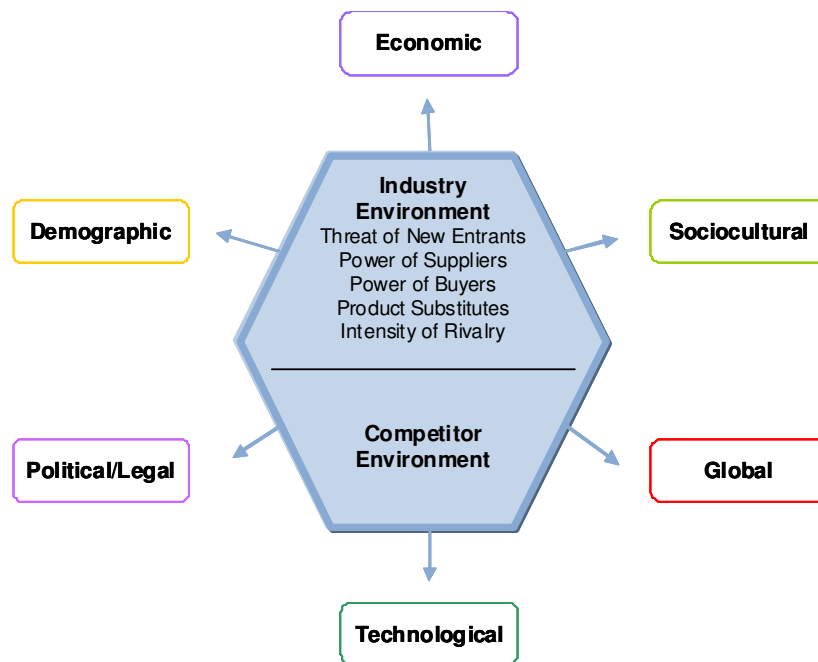 Economic
Industry
Environment
Threat of New Entrants
Power of Suppliers
Power of Buyers
Product Substitutes
Intensity of Rivalry
Demographic
Sociocultural
Competitor
Environment
Political/Legal
Global
Technological